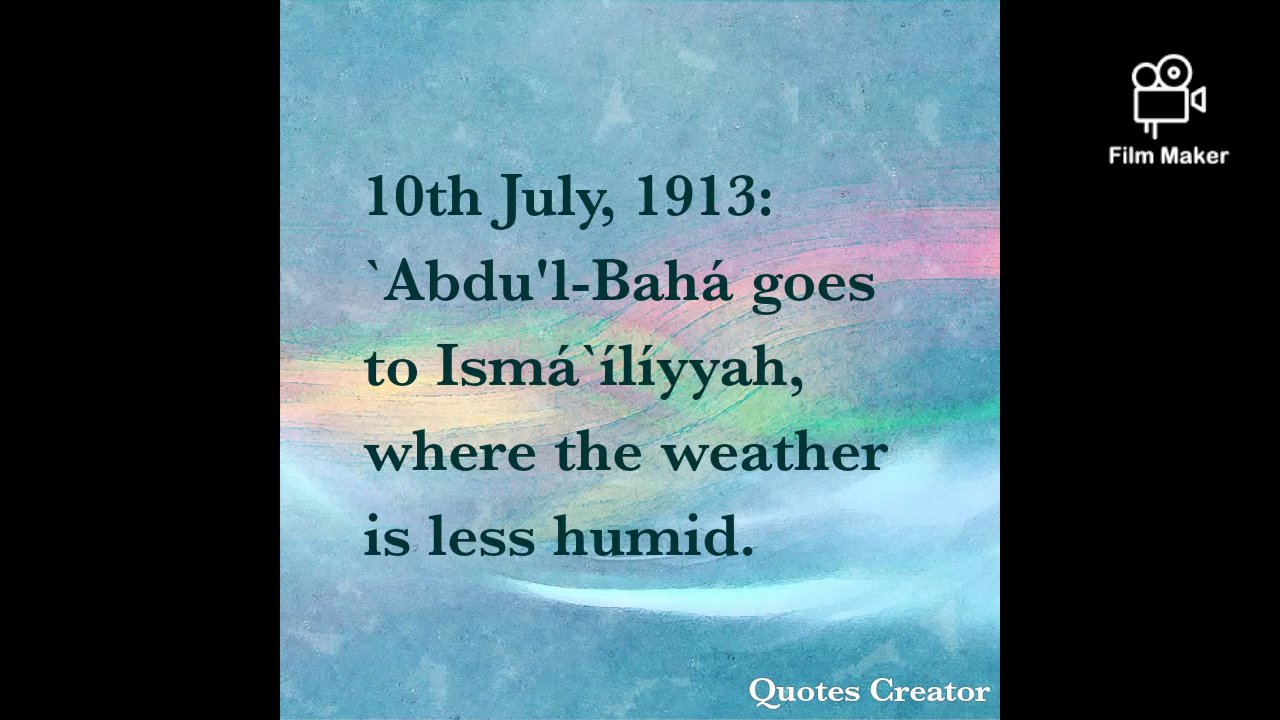 10th July, 1913:
`Abdu'l-Bahá goes
to Ismá`ílíyyah,
where the weather
is less humid.
Film Maker
Quotes Creator